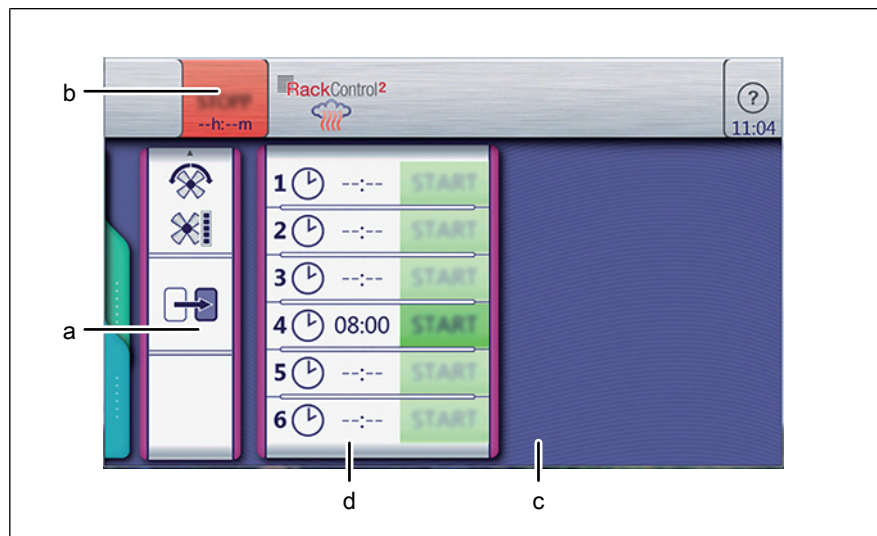 b
STOPP
--h:--m
RackControl²
?
11:04
1 --:-- START
2 --:-- START
3 --:-- START
a
4 08:00 START
5 --:-- START
6 --:-- START
d
c